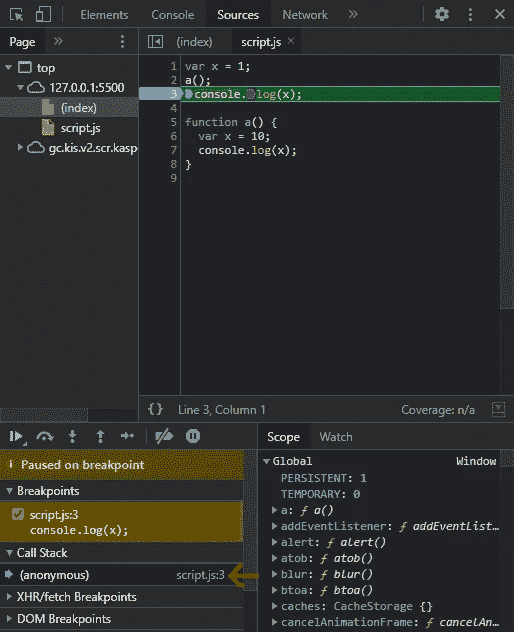 Elements Console Sources Network »
Page » (index) script.js ×
top
127.0.0.1:5500
(index)
script.js
gc.kis.v2.scr.kasp
1 var x = 1;
2 a();
3 console.log(x);
4
5 function a() {
6 var x = 10;
7 console.log(x);
8 }
9
{} Line 3, Column 1 Coverage: n/a
Paused on breakpoint
Breakpoints
script.js:3
console.log(x);
Call Stack
(anonymous) script.js:3
XHR/fetch Breakpoints
DOM Breakpoints
Scope Watch
Global Window
PERSISTENT: 1
TEMPORARY: 0
a: ƒ a()
addEventListener: ƒ addEventList…
alert: ƒ alert()
atob: ƒ atob()
blur: ƒ blur()
btoa: ƒ btoa()
caches: CacheStorage {}
cancelAnimationFrame: ƒ cancelAn…